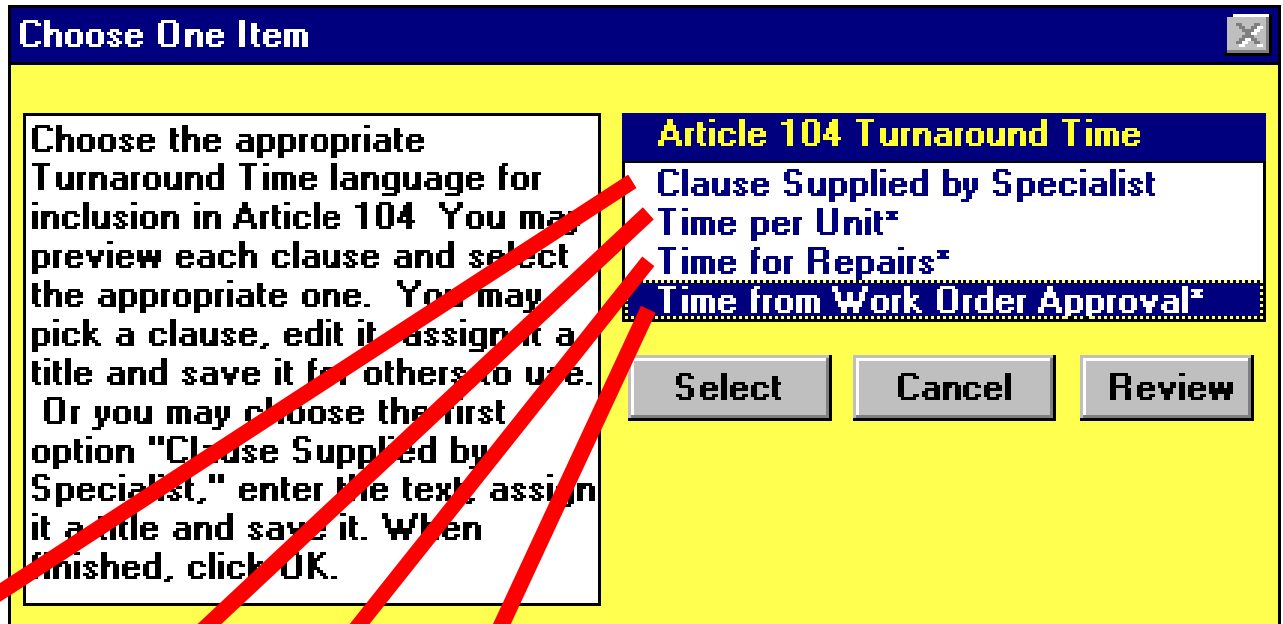 Choose One Item
Choose the appropriate
Turnaround Time language for
inclusion in Article 104  You may
preview each clause and select
the appropriate one.  You may
pick a clause, edit it, assign it a
title and save it for others to use.
Or you may choose the first
option "Clause Supplied by
Specialist," enter the text, assign
it a title and save it. When
finished, click OK.
Article 104 Turnaround Time
Clause Supplied by Specialist
Time per Unit*
Time for Repairs*
Time from Work Order Approval*
Select
Cancel
Review